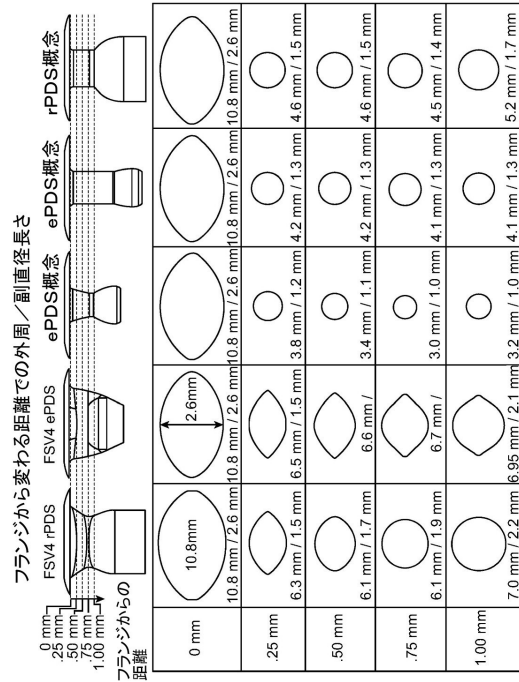 フランジから変わる距離での外周／副直径長さ
FSV4 rPDS
FSV4 ePDS
ePDS概念
ePDS概念
rPDS概念
0 mm
.25 mm
.50 mm
.75 mm
1.00 mm
フランジからの
距離
0 mm
10.8mm
10.8 mm / 2.6 mm
2.6mm
10.8 mm / 2.6 mm
10.8 mm / 2.6 mm
10.8 mm / 2.6 mm
10.8 mm / 2.6 mm
.25 mm
6.3 mm / 1.5 mm
6.5 mm / 1.5 mm
3.8 mm / 1.2 mm
4.2 mm / 1.3 mm
4.6 mm / 1.5 mm
.50 mm
6.1 mm / 1.7 mm
6.6 mm /
3.4 mm / 1.1 mm
4.2 mm / 1.3 mm
4.6 mm / 1.5 mm
.75 mm
6.1 mm / 1.9 mm
6.7 mm /
3.0 mm / 1.0 mm
4.1 mm / 1.3 mm
4.5 mm / 1.4 mm
1.00 mm
7.0 mm / 2.2 mm
6.95 mm / 2.1 mm
3.2 mm / 1.0 mm
4.1 mm / 1.3 mm
5.2 mm / 1.7 mm